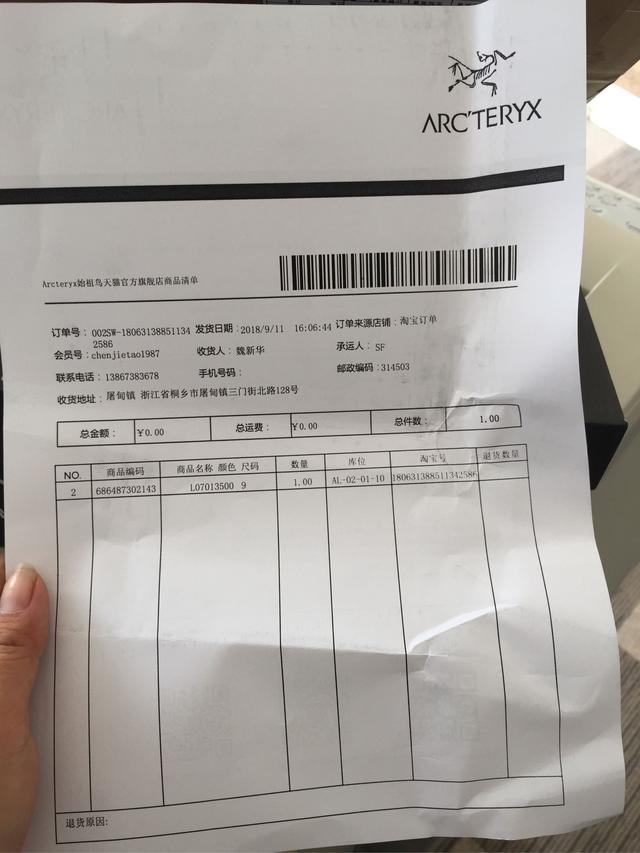 ARC'TERYX
Arcteryx始祖鸟天猫官方旗舰店商品清单
订单号: 002SW-18063138851134 发货日期: 2018/9/11 16:06:44 订单来源店铺: 淘宝订单
2586
会员号: chenjietao1987 收货人: 魏新华 承运人: SF
联系电话: 13867383678 手机号码: 邮政编码: 314503
收货地址: 屠甸镇 浙江省桐乡市屠甸镇三门街北路128号
总金额: ¥0.00 总运费: ¥0.00 总件数: 1.00
NO. 商品编码 商品名称 颜色 尺码 数量 库位 淘宝号 退货数量
2 686487302143 L07013500 9 1.00 AL-02-01-10 180631388511342586
退货原因: